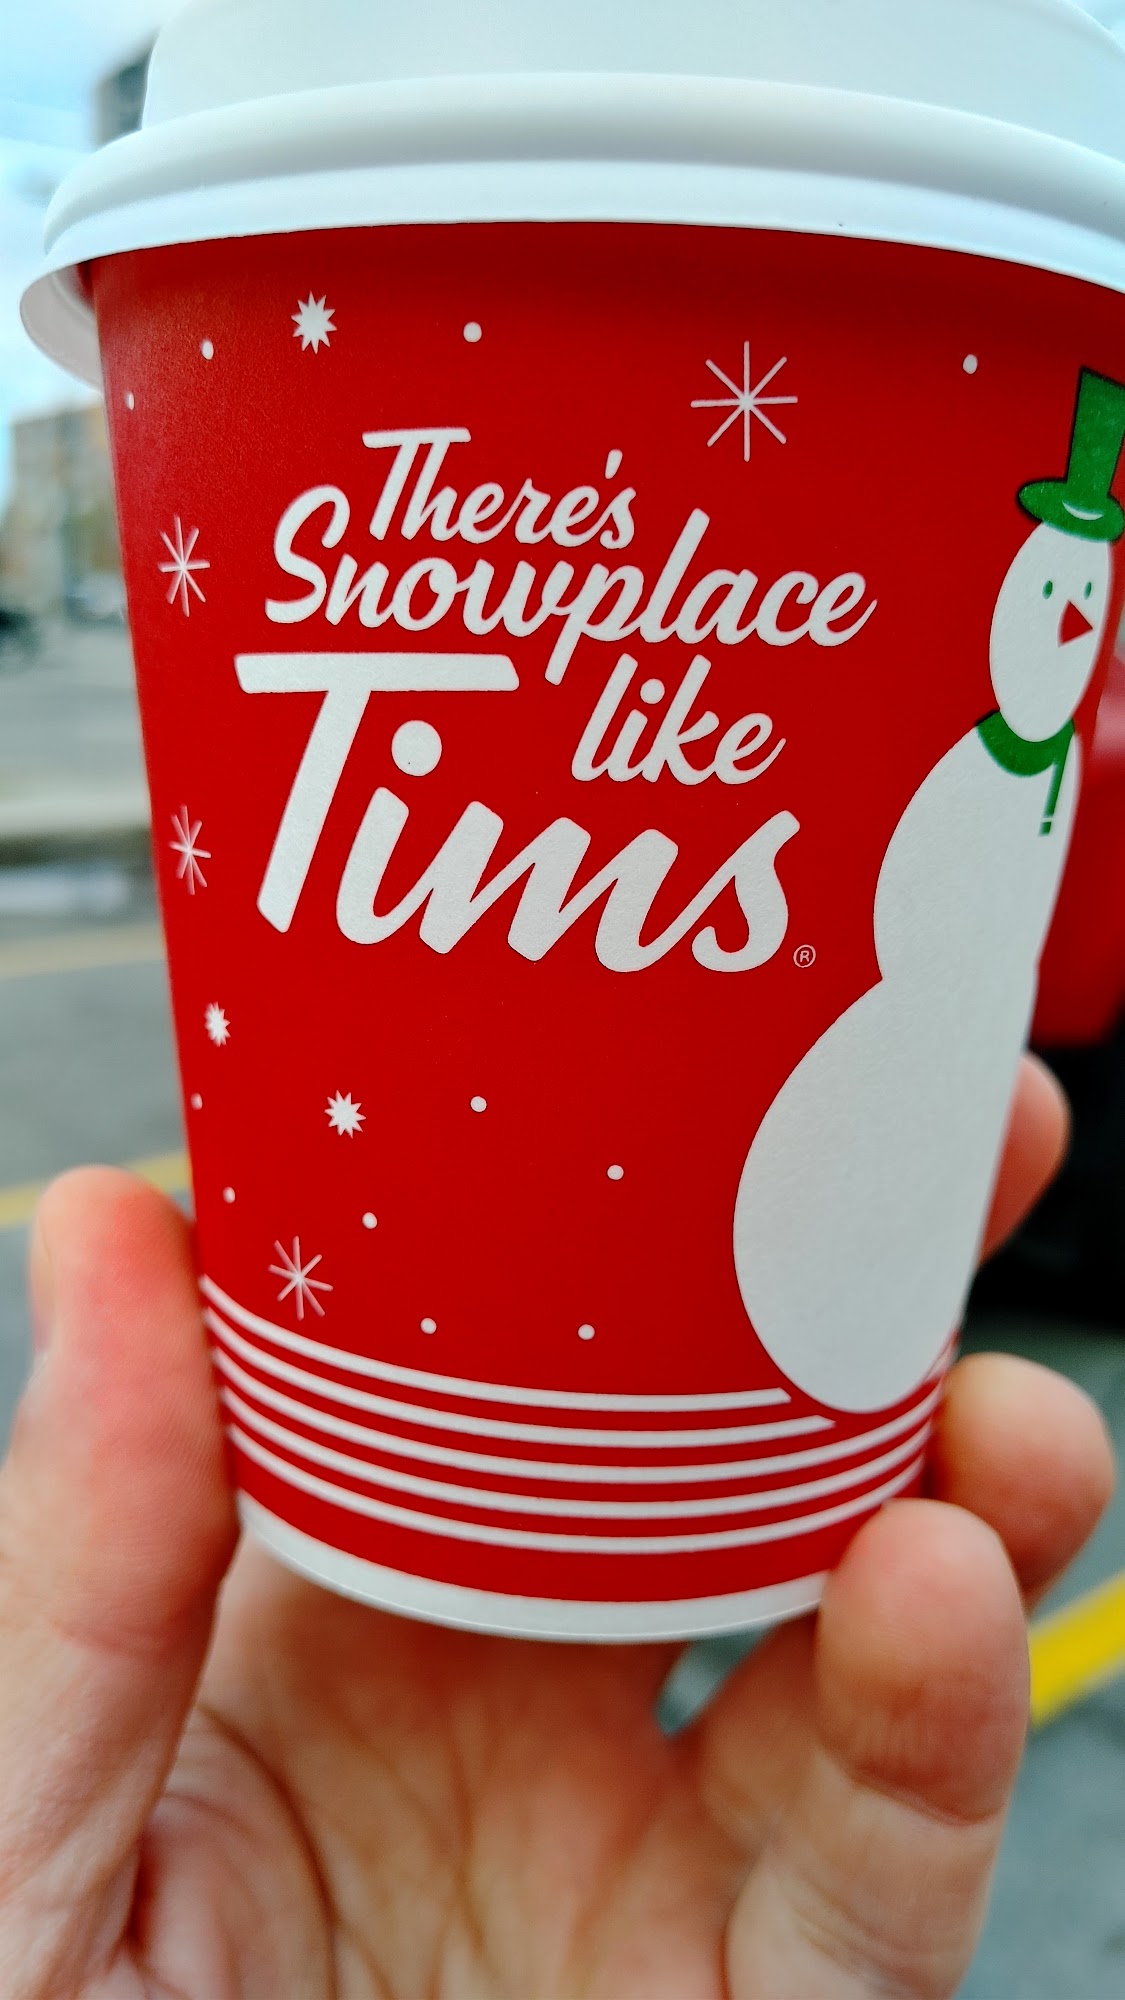 There's
Snowplace
like
Tims®